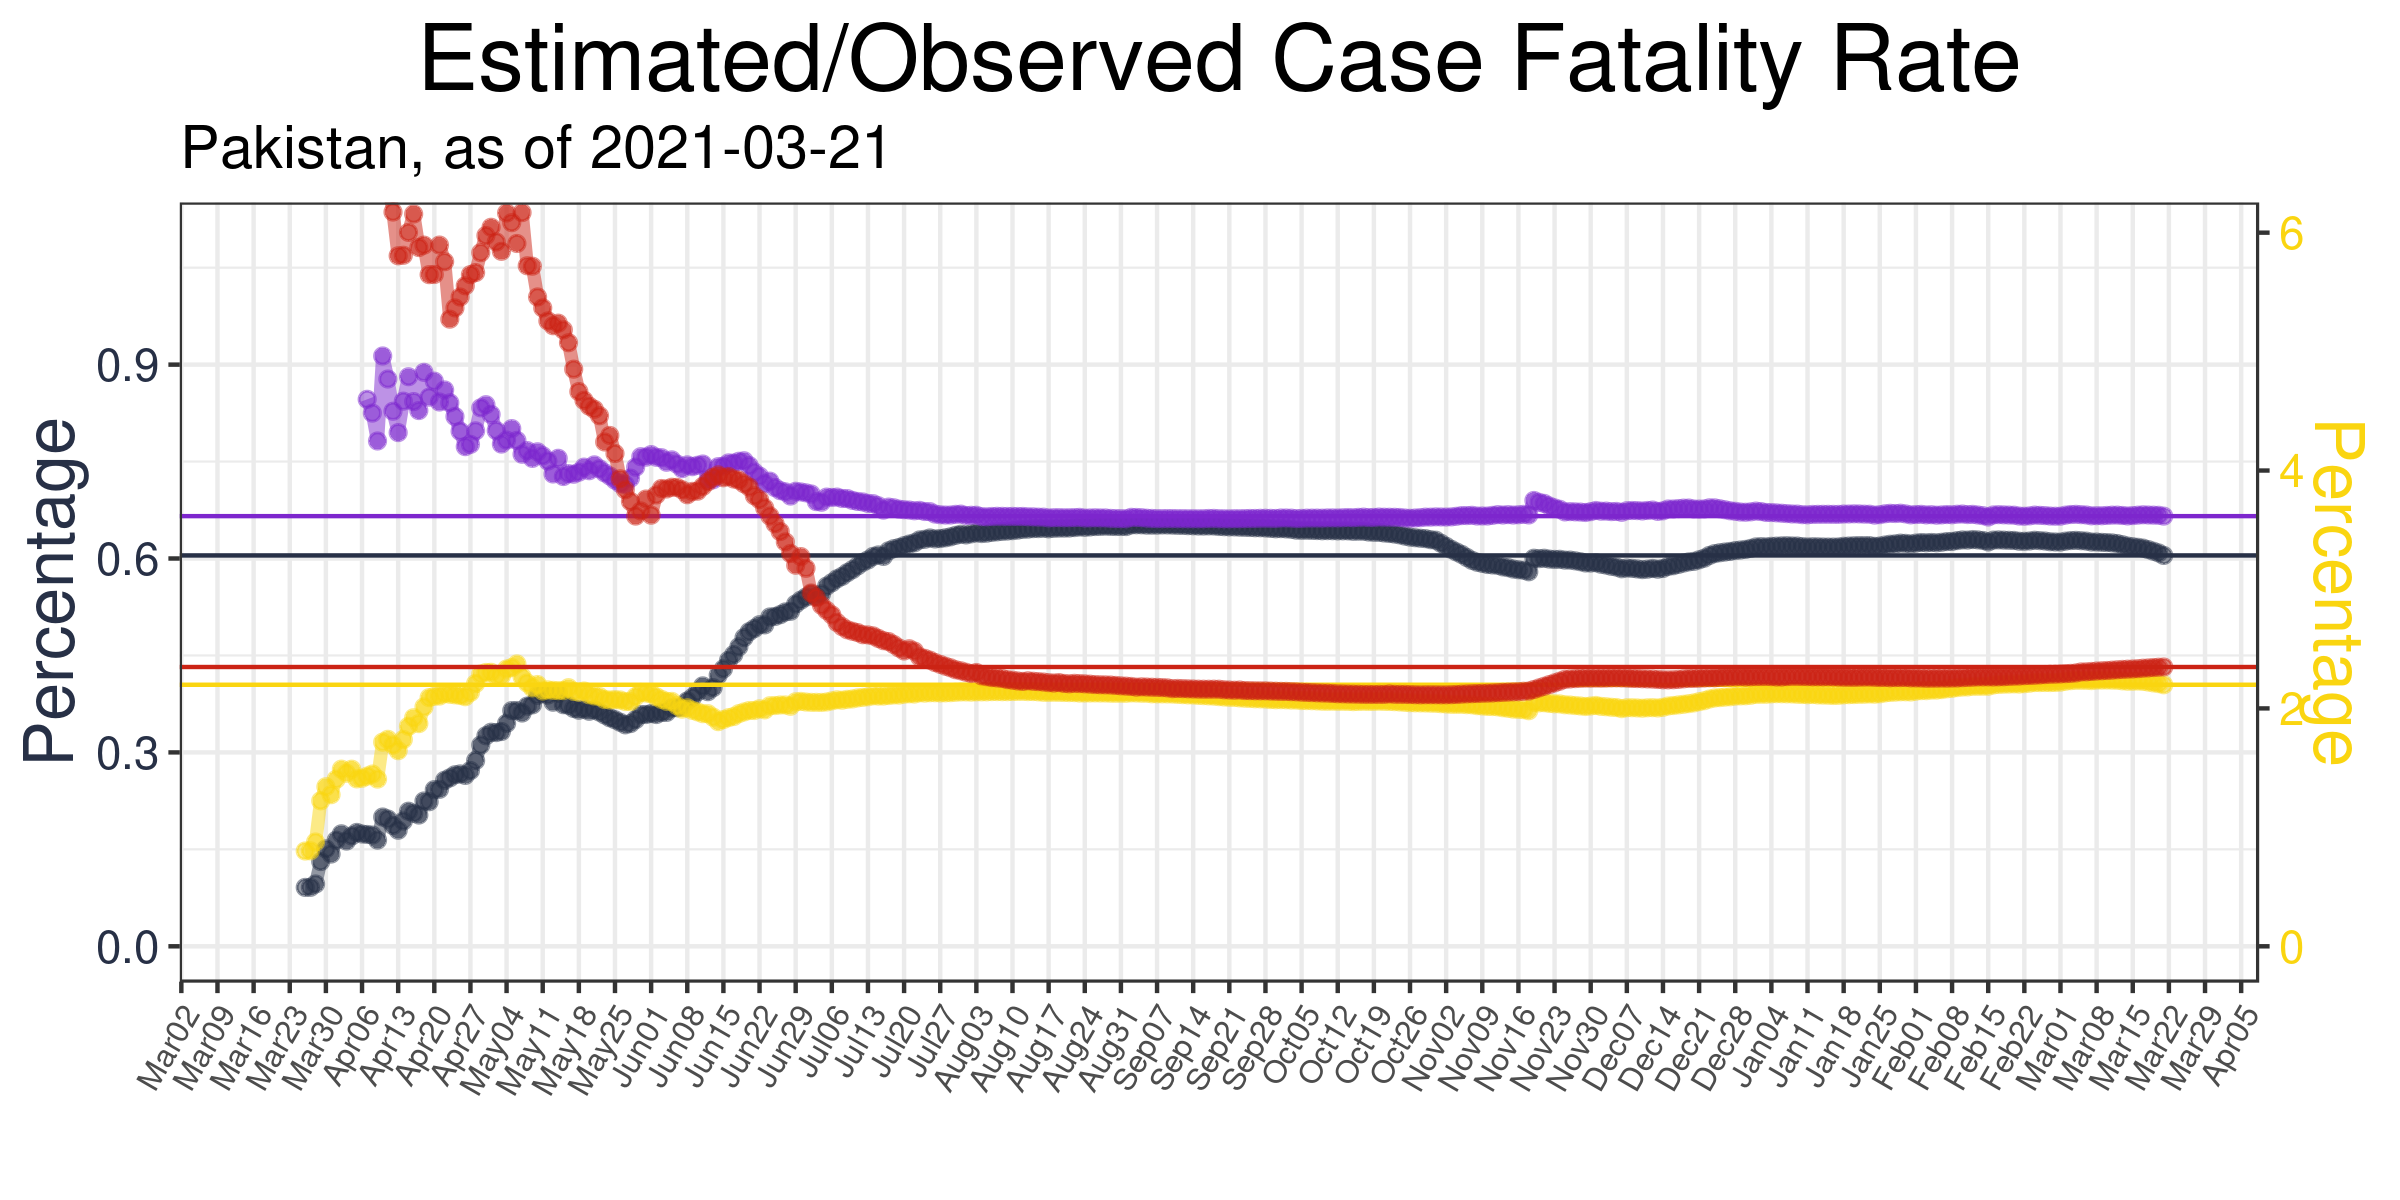 Estimated/Observed Case Fatality Rate
Pakistan, as of 2021-03-21
Percentage
0.9
0.6
0.3
0.0
6
4
2
0
Percentage
Mar02
Mar09
Mar16
Mar23
Mar30
Apr06
Apr13
Apr20
Apr27
May04
May11
May18
May25
Jun01
Jun08
Jun15
Jun22
Jun29
Jul06
Jul13
Jul20
Jul27
Aug03
Aug10
Aug17
Aug24
Aug31
Sep07
Sep14
Sep21
Sep28
Oct05
Oct12
Oct19
Oct26
Nov02
Nov09
Nov16
Nov23
Nov30
Dec07
Dec14
Dec21
Dec28
Jan04
Jan11
Jan18
Jan25
Feb01
Feb08
Feb15
Feb22
Mar01
Mar08
Mar15
Mar22
Mar29
Apr05